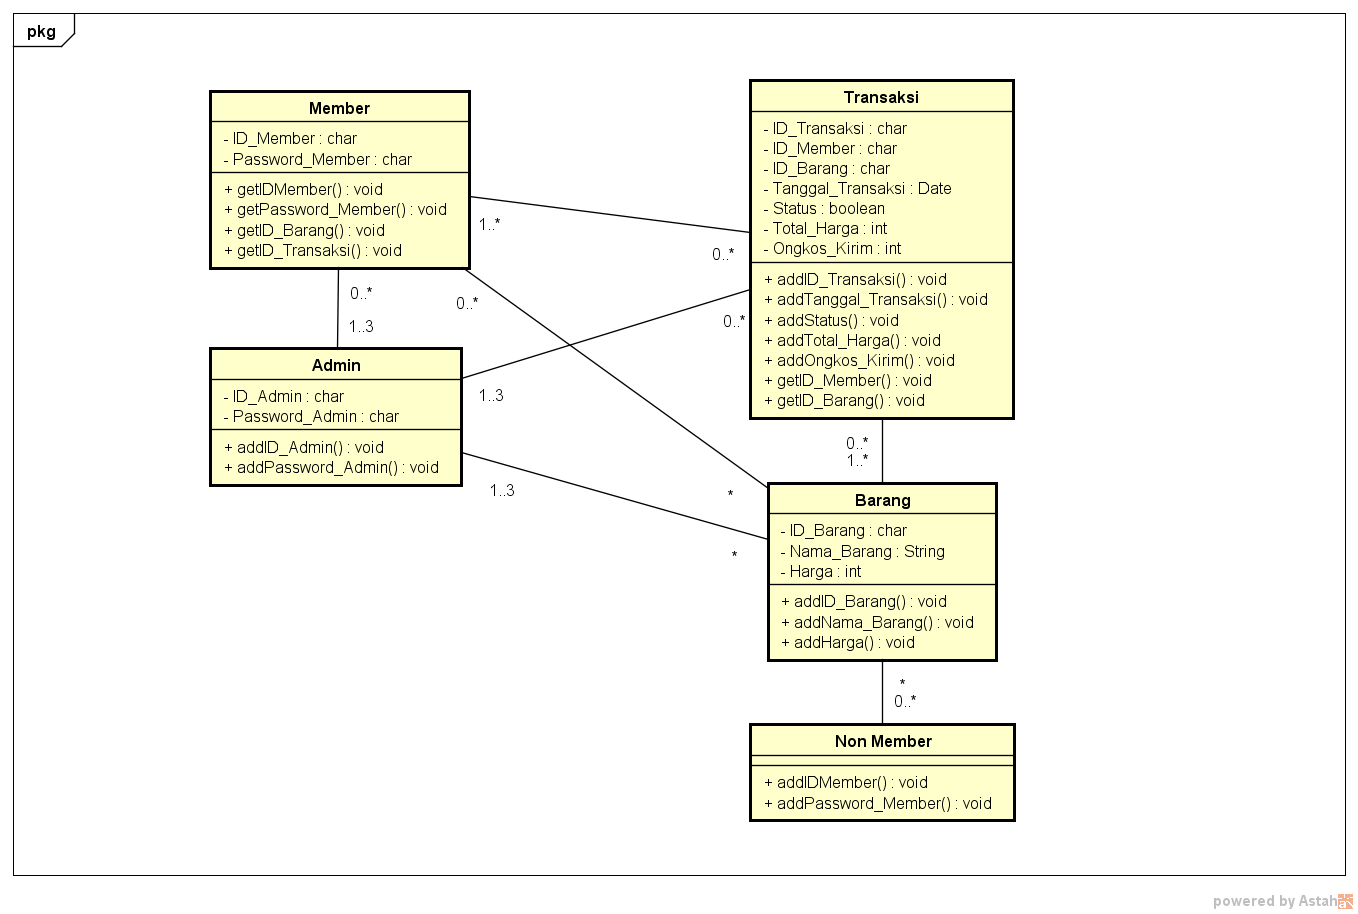 pkg
Member
- ID_Member : char
- Password_Member : char
+ getIDMember() : void
+ getPassword_Member() : void
+ getID_Barang() : void
+ getID_Transaksi() : void
Transaksi
- ID_Transaksi : char
- ID_Member : char
- ID_Barang : char
- Tanggal_Transaksi : Date
- Status : boolean
- Total_Harga : int
- Ongkos_Kirim : int
+ addID_Transaksi() : void
+ addTanggal_Transaksi() : void
+ addStatus() : void
+ addTotal_Harga() : void
+ addOngkos_Kirim() : void
+ getID_Member() : void
+ getID_Barang() : void
1..*
0..*
0..*
0..*
1..3
0..*
1..3
Admin
- ID_Admin : char
- Password_Admin : char
+ addID_Admin() : void
+ addPassword_Admin() : void
0..*
1..*
1..3
*
*
Barang
- ID_Barang : char
- Nama_Barang : String
- Harga : int
+ addID_Barang() : void
+ addNama_Barang() : void
+ addHarga() : void
*
0..*
Non Member
+ addIDMember() : void
+ addPassword_Member() : void
powered by Astah